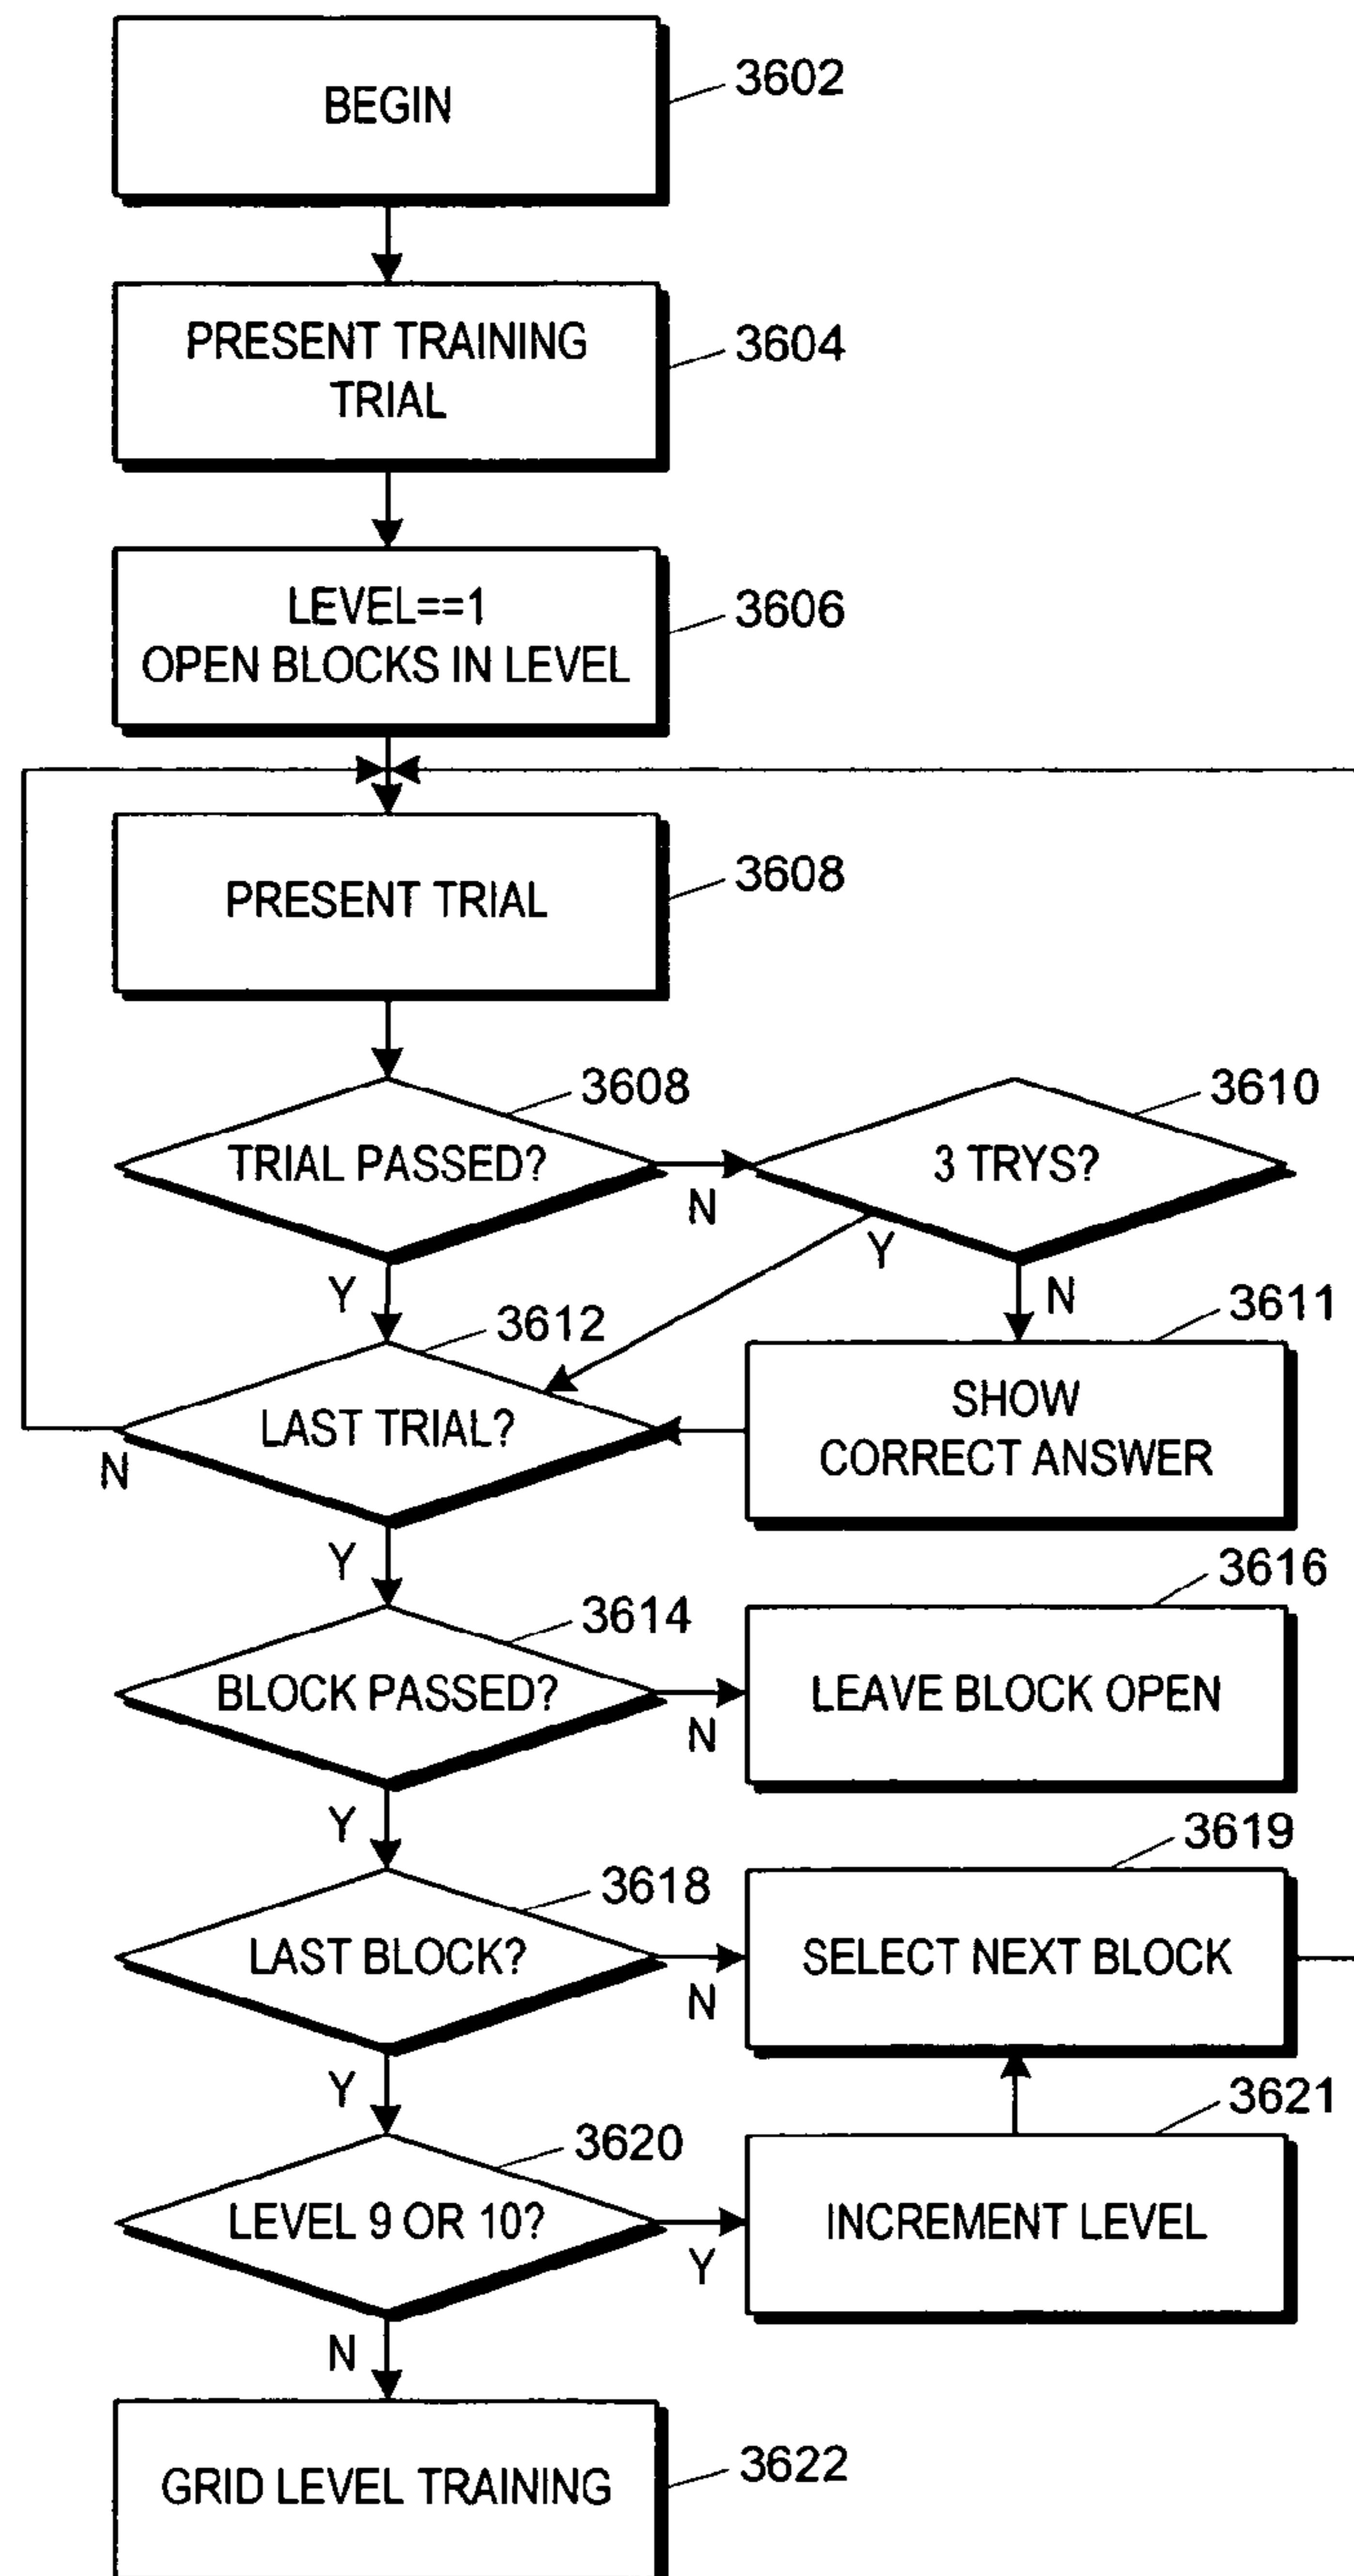 BEGIN
3602
PRESENT TRAINING
TRIAL
3604
LEVEL==1
OPEN BLOCKS IN LEVEL
3606
PRESENT TRIAL
3608
TRIAL PASSED?
3608
N
Y
3 TRYS?
3610
Y
N
LAST TRIAL?
3612
N
Y
SHOW
CORRECT ANSWER
3611
BLOCK PASSED?
3614
N
Y
LEAVE BLOCK OPEN
3616
LAST BLOCK?
3618
N
Y
SELECT NEXT BLOCK
3619
LEVEL 9 OR 10?
3620
Y
N
INCREMENT LEVEL
3621
GRID LEVEL TRAINING
3622